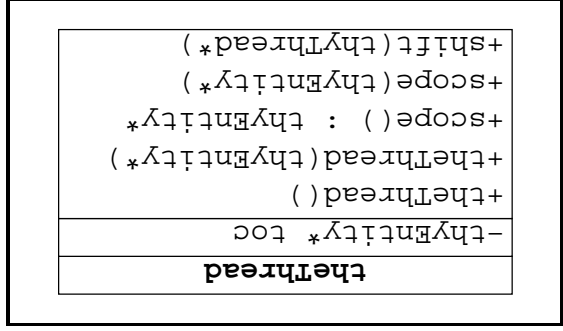 theThread
-thyEntity* toc
+theThread()
+theThread(thyEntity*)
+scope() : thyEntity*
+scope(thyEntity*)
+shift(thyThread*)